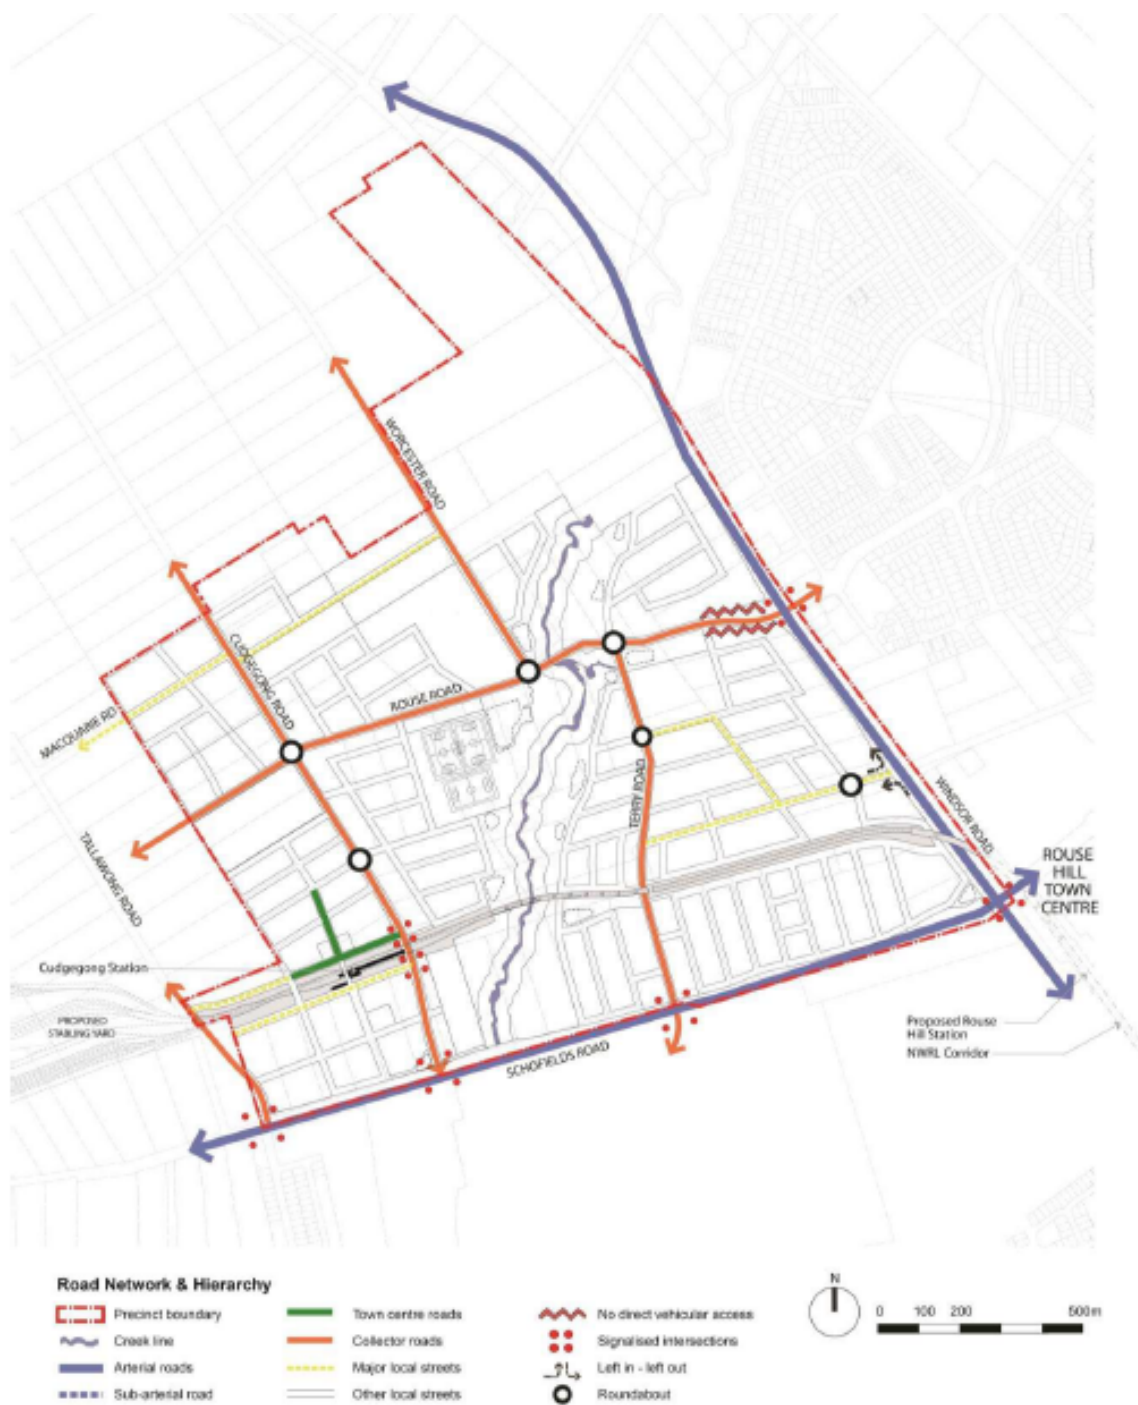 WORCESTER ROAD
CUDGEGONG ROAD
ROUSE ROAD
MACQUARIE RD
TERRY ROAD
WINDSOR ROAD
TALLAWONG ROAD
ROUSE
HILL
TOWN
CENTRE
Cudgegong Station
PROPOSED
STABLING YARD
SCHOFIELDS ROAD
Proposed Rouse
Hill Station
NWRL Corridor
Road Network & Hierarchy
Precinct boundary
Creek line
Arterial roads
Sub-arterial road
Town centre roads
Collector roads
Major local streets
Other local streets
No direct vehicular access
Signalised intersections
Left in - left out
Roundabout
N
0 100 200 500m